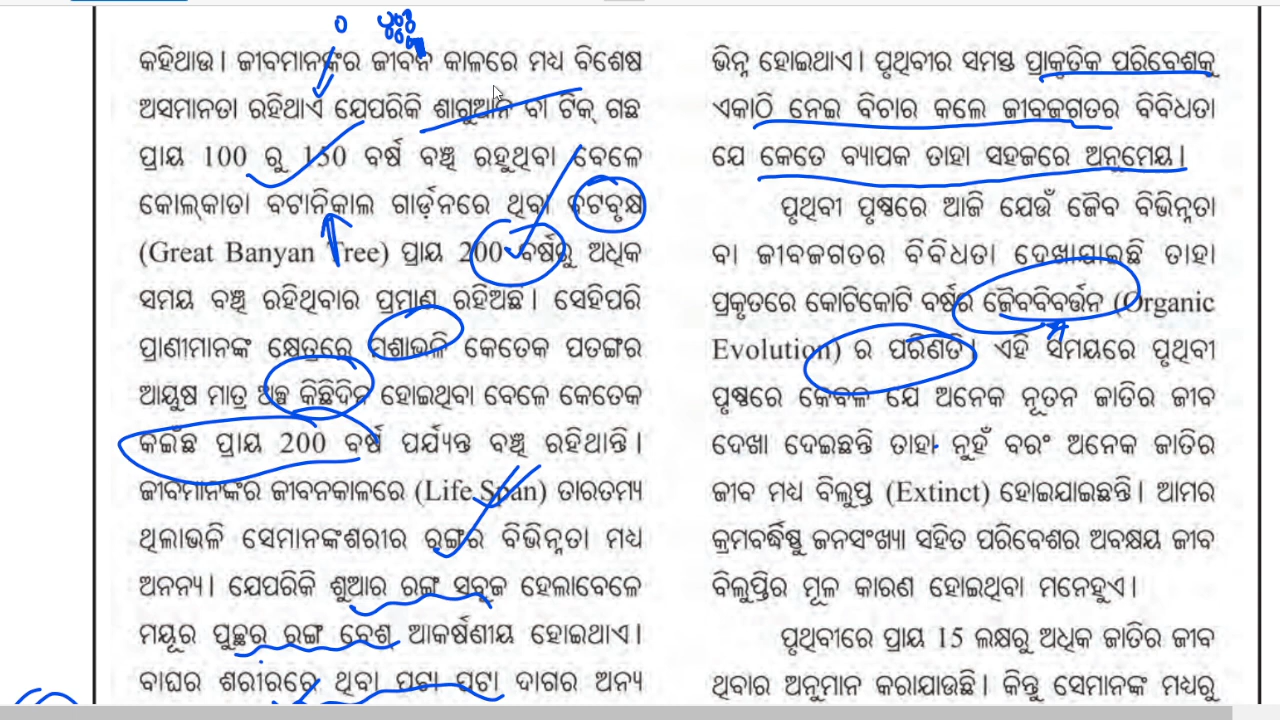 କହିଥାଉ। ଜୀବମାନଙ୍କର ଜୀବନ କାଳରେ ମଧ୍ୟ ବିଶେଷ
ଅସମାନତା ରହିଥାଏ ଯେପରିକି ଶାଗୁଆନି ବା ଟିକ୍ ଗଛ
ପ୍ରାୟ 100 ରୁ 150 ବର୍ଷ ବଞ୍ଚି ରହୁଥିବା ବେଳେ
କୋଲ୍‌କାତା ବଟାନିକାଲ ଗାର୍ଡ଼ନରେ ଥିବା ବଟବୃକ୍ଷ
(Great Banyan Tree) ପ୍ରାୟ 200 ବର୍ଷରୁ ଅଧିକ
ସମୟ ବଞ୍ଚି ରହିଥିବାର ପ୍ରମାଣ ରହିଅଛି। ସେହିପରି
ପ୍ରାଣୀମାନଙ୍କ କ୍ଷେତ୍ରରେ ମଶାଭଳି କେତେକ ପତଙ୍ଗର
ଆୟୁଷ ମାତ୍ର ଅଳ୍ପ କିଛିଦିନ ହୋଇଥିବା ବେଳେ କେତେକ
କଇଁଛ ପ୍ରାୟ 200 ବର୍ଷ ପର୍ଯ୍ୟନ୍ତ ବଞ୍ଚି ରହିଥାନ୍ତି।
ଜୀବମାନଙ୍କର ଜୀବନକାଳରେ (Life Span) ତାରତମ୍ୟ
ଥିଲାଭଳି ସେମାନଙ୍କଶରୀର ରଙ୍ଗର ବିଭିନ୍ନତା ମଧ୍ୟ
ଅନନ୍ୟ। ଯେପରିକି ଶୁଆର ରଙ୍ଗ ସବୁଜ ହେଲାବେଳେ
ମୟୂର ପୁଚ୍ଛର ରଙ୍ଗ ବେଶ୍ ଆକର୍ଷଣୀୟ ହୋଇଥାଏ।
ବାଘର ଶରୀରରେ ଥିବା ପଟା ପଟା ଦାଗର ଅନ୍ୟ
ଭିନ୍ନ ହୋଇଥାଏ। ପୃଥିବୀର ସମସ୍ତ ପ୍ରାକୃତିକ ପରିବେଶକୁ
ଏକାଠି ନେଇ ବିଚାର କଲେ ଜୀବଜଗତର ବିବିଧତା
ଯେ କେତେ ବ୍ୟାପକ ତାହା ସହଜରେ ଅନୁମେୟ।
ପୃଥିବୀ ପୃଷ୍ଠରେ ଆଜି ଯେଉଁ ଜୈବ ବିଭିନ୍ନତା
ବା ଜୀବଜଗତର ବିବିଧତା ଦେଖାଯାଇଛି ତାହା
ପ୍ରକୃତରେ କୋଟିକୋଟି ବର୍ଷର ଜୈବବିବର୍ତ୍ତନ (Organic
Evolution) ର ପରିଣତି। ଏହି ସମୟରେ ପୃଥିବୀ
ପୃଷ୍ଠରେ କେବଳ ଯେ ଅନେକ ନୂତନ ଜାତିର ଜୀବ
ଦେଖା ଦେଇଛନ୍ତି ତାହା ନୁହଁ ବରଂ ଅନେକ ଜାତିର
ଜୀବ ମଧ୍ୟ ବିଲୁପ୍ତ (Extinct) ହୋଇଯାଇଛନ୍ତି। ଆମର
କ୍ରମବର୍ଦ୍ଧିଷ୍ଣୁ ଜନସଂଖ୍ୟା ସହିତ ପରିବେଶର ଅବକ୍ଷୟ ଜୀବ
ବିଲୁପ୍ତିର ମୂଳ କାରଣ ହୋଇଥିବା ମନେହୁଏ।
ପୃଥିବୀରେ ପ୍ରାୟ 15 ଲକ୍ଷରୁ ଅଧିକ ଜାତିର ଜୀବ
ଥିବାର ଅନୁମାନ କରାଯାଉଛି। କିନ୍ତୁ ସେମାନଙ୍କ ମଧ୍ୟରୁ